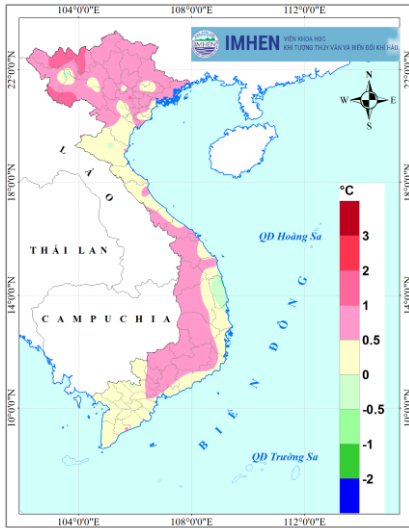 104°0'0"E 108°0'0"E 112°0'0"E
IMHEN
VIỆN KHOA HỌC
KHÍ TƯỢNG THỦY VĂN VÀ BIẾN ĐỔI KHÍ HẬU
22°0'0"N
N
W E
S
18°0'0"N
14°0'0"N
10°0'0"N
LÀO
THÁI LAN
CAMPUCHIA
QĐ Hoàng Sa
BIỂN ĐÔNG
QĐ Trường Sa
°C
3
2
1
0.5
0
-0.5
-1
-2
104°0'0"E 108°0'0"E 112°0'0"E